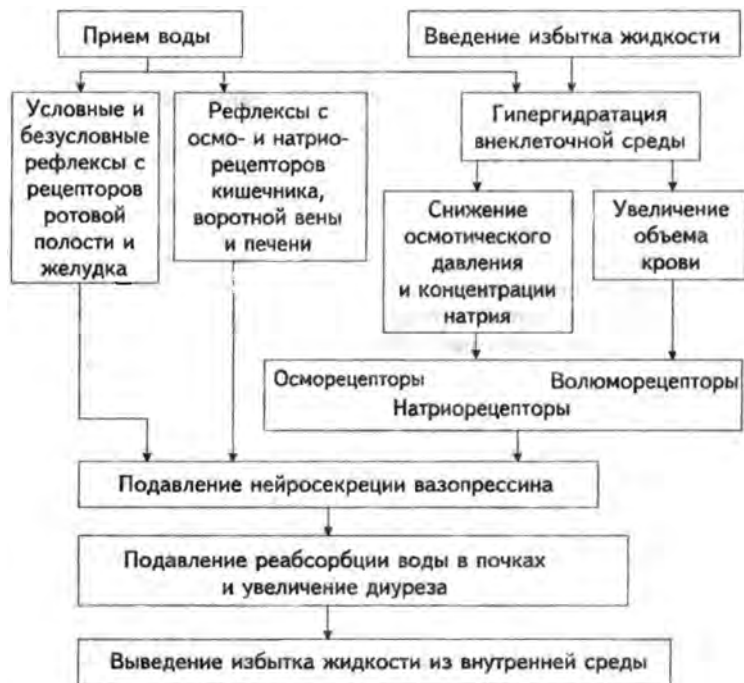 Прием воды
Введение избытка жидкости
Условные и
безусловные
рефлексы с
рецепторов
ротовой
полости и
желудка
Рефлексы с
осмо- и натрио-
рецепторов
кишечника,
воротной вены
и печени
Гипергидратация
внеклеточной среды
Снижение
осмотического
давления
и концентрации
натрия
Увеличение
объема
крови
Осморецепторы
Волюморецепторы
Натриорецепторы
Подавление нейросекреции вазопрессина
Подавление реабсорбции воды в почках
и увеличение диуреза
Выведение избытка жидкости из внутренней среды